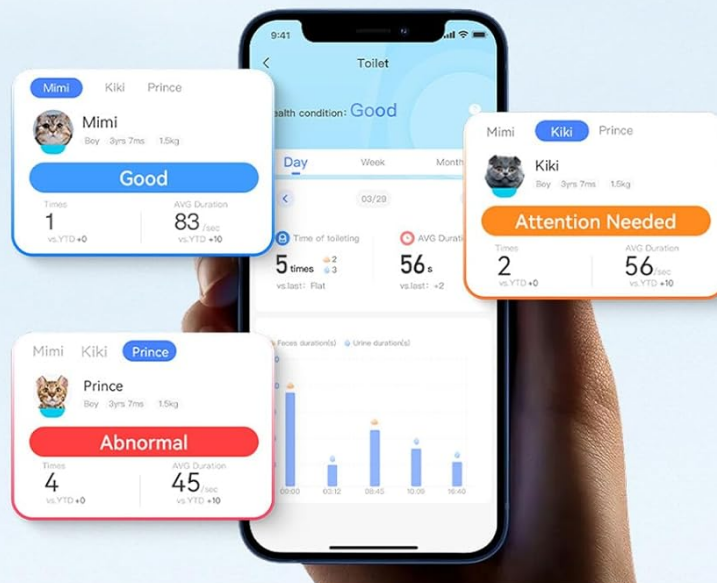 Mimi Kiki Prince
Mimi
Boy 3yrs 7ms 1.5kg
Good
Times
1
vs.YTD +0
AVG Duration
83 /sec
vs.YTD +10
Mimi Kiki Prince
Prince
Boy 3yrs 7ms 1.5kg
Abnormal
Times
4
vs.YTD +0
AVG Duration
45 /sec
vs.YTD +10
9:41
Toilet
ealth condition: Good
Day Week Month
03/29
Time of toileting
5 times 2
3
vs.last: Flat
AVG Durati
56 s
vs.last: +2
Feces duration(s) Urine duration(s)
00:00 03:12 08:45 10:09 16:40
Mimi Kiki Prince
Kiki
Boy 3yrs 7ms 1.5kg
Attention Needed
Times
2
vs.YTD +0
AVG Duration
56 /sec
vs.YTD +10